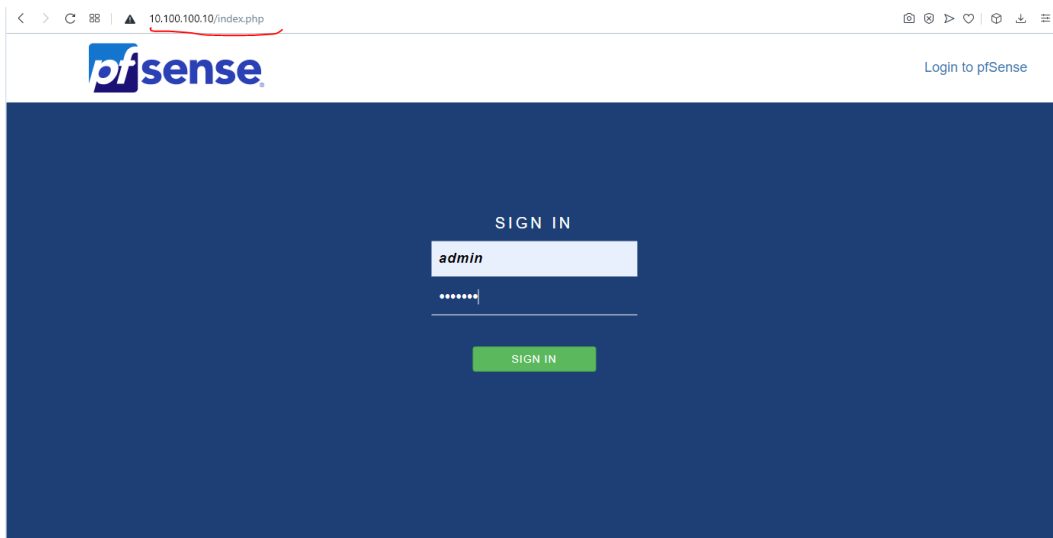 10.100.100.10/index.php
pfsense
Login to pfSense
SIGN IN
admin
•••••••
SIGN IN